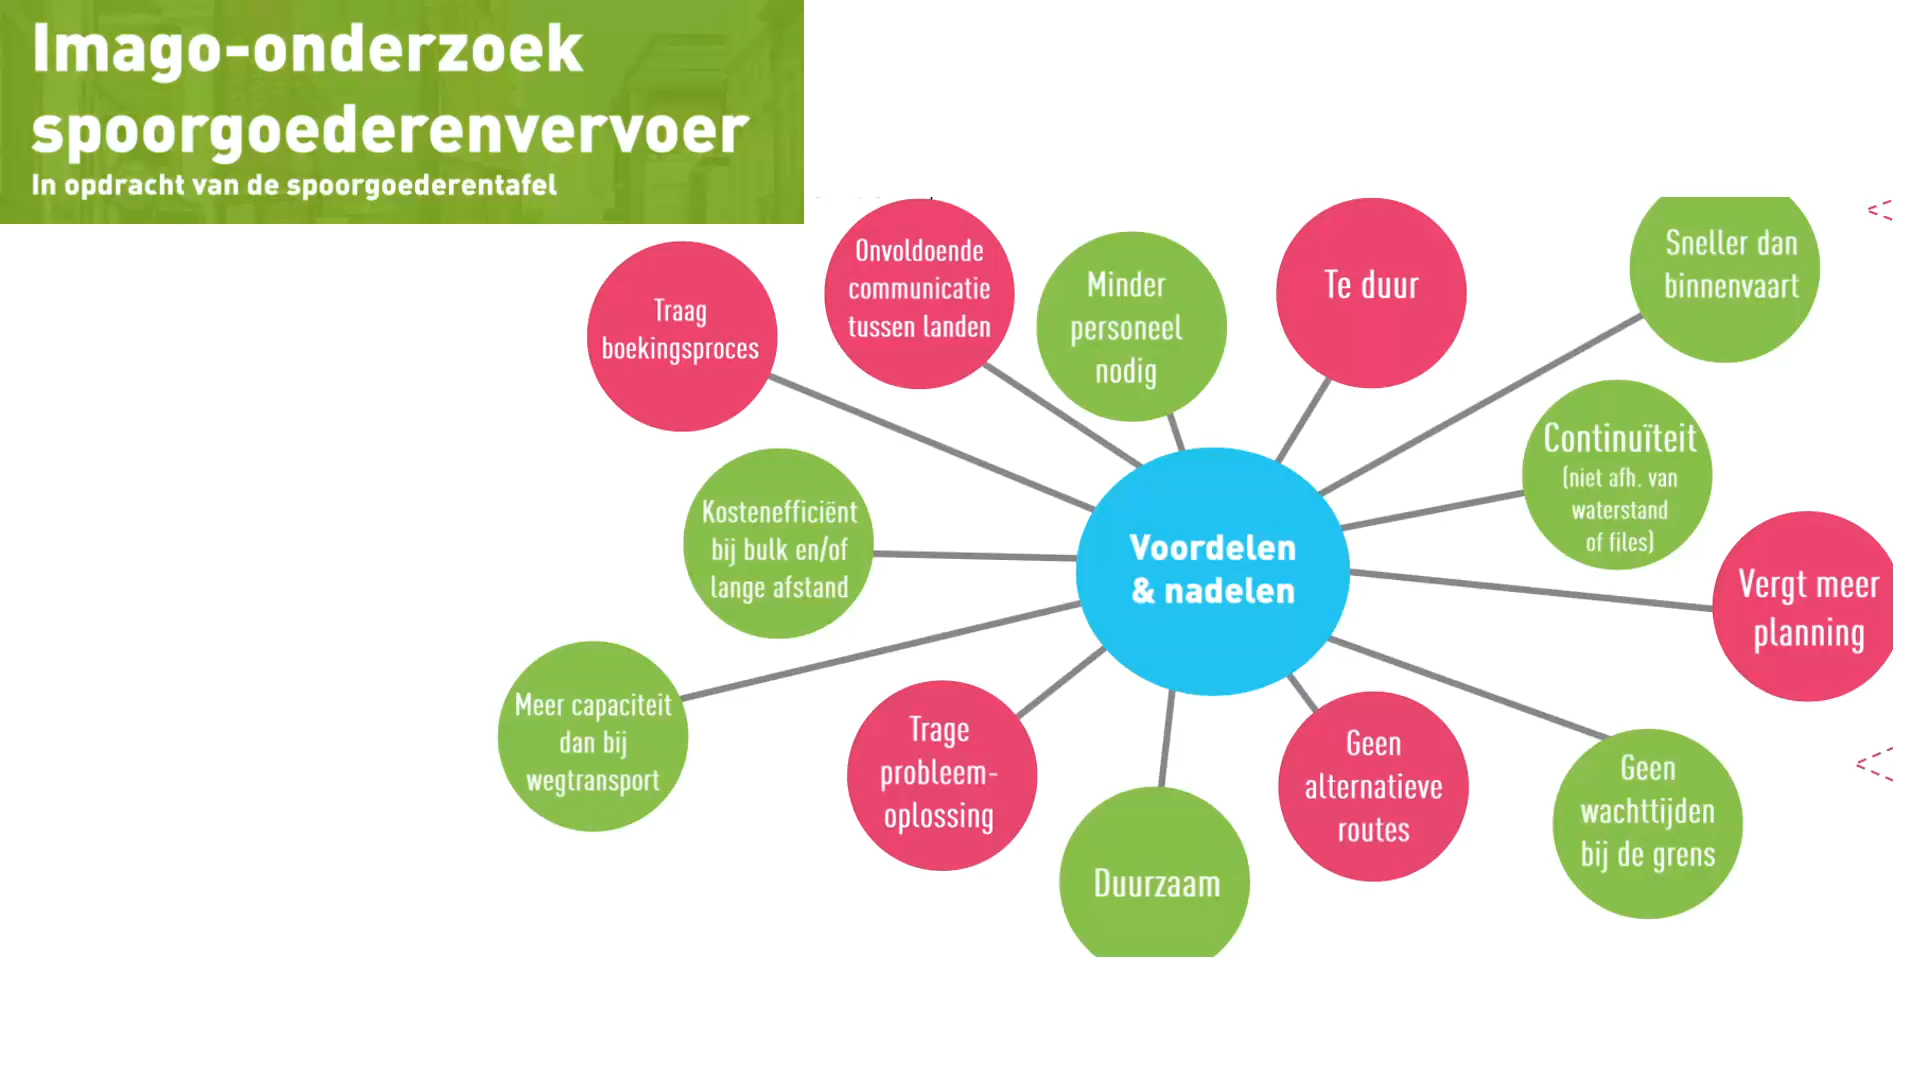 Imago-onderzoek
spoorgoederenvervoer
In opdracht van de spoorgoederentafel
Traag
boekingsproces
Onvoldoende
communicatie
tussen landen
Minder
personeel
nodig
Te duur
Sneller dan
binnenvaart
Continuïteit
(niet afh. van
waterstand
of files)
Kostenefficiënt
bij bulk en/of
lange afstand
Voordelen
& nadelen
Vergt meer
planning
Meer capaciteit
dan bij
wegtransport
Trage
probleem-
oplossing
Duurzaam
Geen
alternatieve
routes
Geen
wachttijden
bij de grens